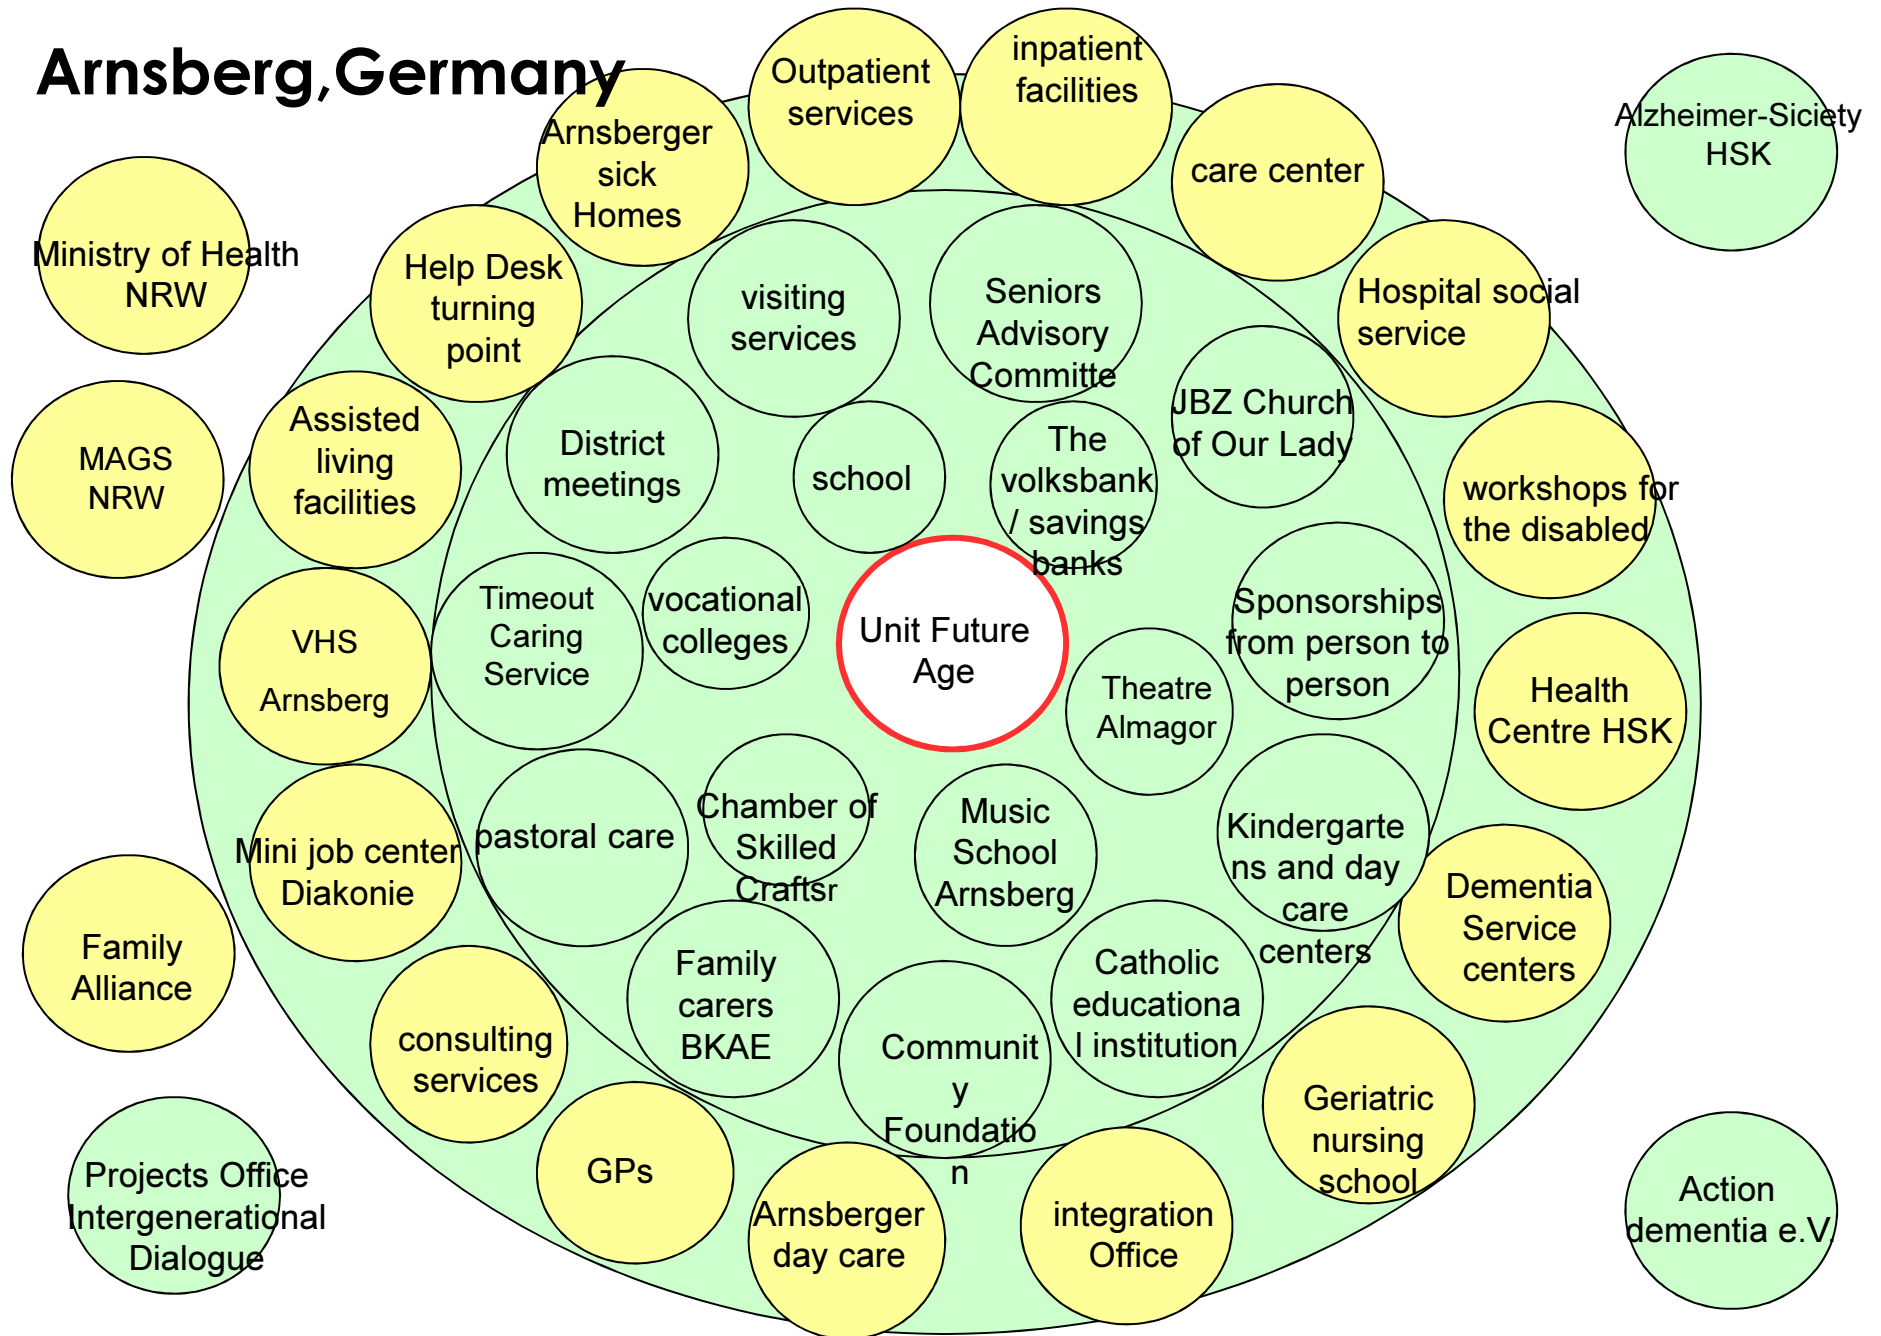 Arnsberg,Germany
Outpatient
services
inpatient
facilities
Alzheimer-Siciety
HSK
Arnsberger
sick
Homes
care center
Ministry of Health
NRW
Help Desk
turning
point
visiting
services
Seniors
Advisory
Committe
Hospital social
service
JBZ Church
of Our Lady
MAGS
NRW
Assisted
living
facilities
District
meetings
school
The
volksbank
/ savings
banks
workshops for
the disabled
VHS
Arnsberg
Timeout
Caring
Service
vocational
colleges
Unit Future
Age
Theatre
Almagor
Sponsorships
from person to
person
Health
Centre HSK
Mini job center
Diakonie
pastoral care
Chamber of
Skilled
Craftsr
Music
School
Arnsberg
Kindergarte
ns and day
care
centers
Dementia
Service
centers
Family
Alliance
consulting
services
Family
carers
BKAE
Communit
y
Foundatio
n
Catholic
educationa
l institution
Geriatric
nursing
school
Projects Office
Intergenerational
Dialogue
GPs
Arnsberger
day care
integration
Office
Action
dementia e.V.